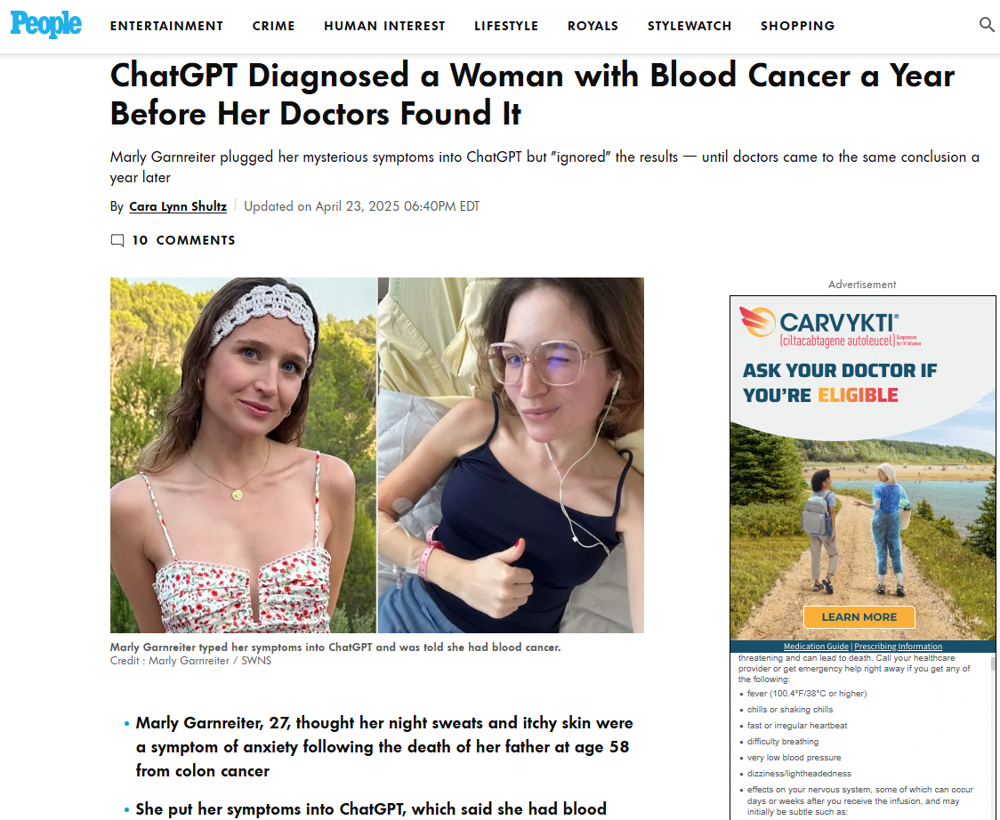 People
ENTERTAINMENT CRIME HUMAN INTEREST LIFESTYLE ROYALS STYLEWATCH SHOPPING
ChatGPT Diagnosed a Woman with Blood Cancer a Year
Before Her Doctors Found It
Marly Garnreiter plugged her mysterious symptoms into ChatGPT but "ignored" the results — until doctors came to the same conclusion a
year later
By Cara Lynn Shultz | Updated on April 23, 2025 06:40PM EDT
10 COMMENTS
Marly Garnreiter typed her symptoms into ChatGPT and was told she had blood cancer.
Credit : Marly Garnreiter / SWNS
• Marly Garnreiter, 27, thought her night sweats and itchy skin were
a symptom of anxiety following the death of her father at age 58
from colon cancer
• She put her symptoms into ChatGPT, which said she had blood
Advertisement
CARVYKTI®
(ciltacabtagene autoleucel) Suspension
for IV infusion
ASK YOUR DOCTOR IF
YOU'RE ELIGIBLE
LEARN MORE
Medication Guide | Prescribing Information
threatening and can lead to death. Call your healthcare
provider or get emergency help right away if you get any of
the following:
• fever (100.4°F/38°C or higher)
• chills or shaking chills
• fast or irregular heartbeat
• difficulty breathing
• very low blood pressure
• dizziness/lightheadedness
• effects on your nervous system, some of which can occur
days or weeks after you receive the infusion, and may
initially be subtle such as: